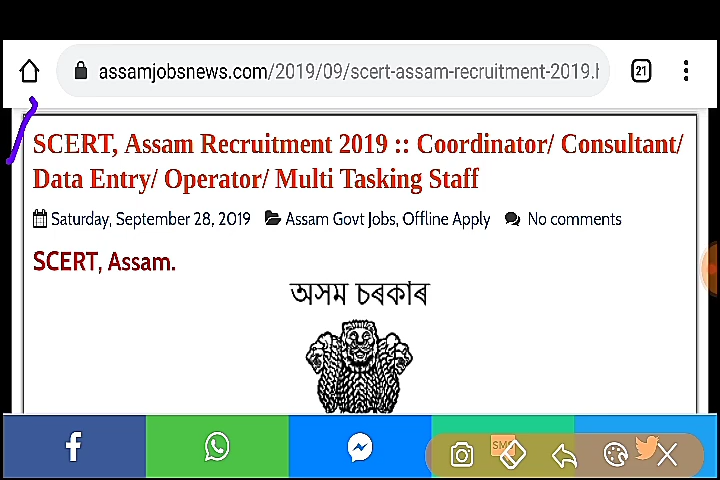 assamjobsnews.com/2019/09/scert-assam-recruitment-2019.h
21
SCERT, Assam Recruitment 2019 :: Coordinator/ Consultant/
Data Entry/ Operator/ Multi Tasking Staff
Saturday, September 28, 2019 Assam Govt Jobs, Offline Apply No comments
SCERT, Assam.
অসম চৰকাৰ
SMS